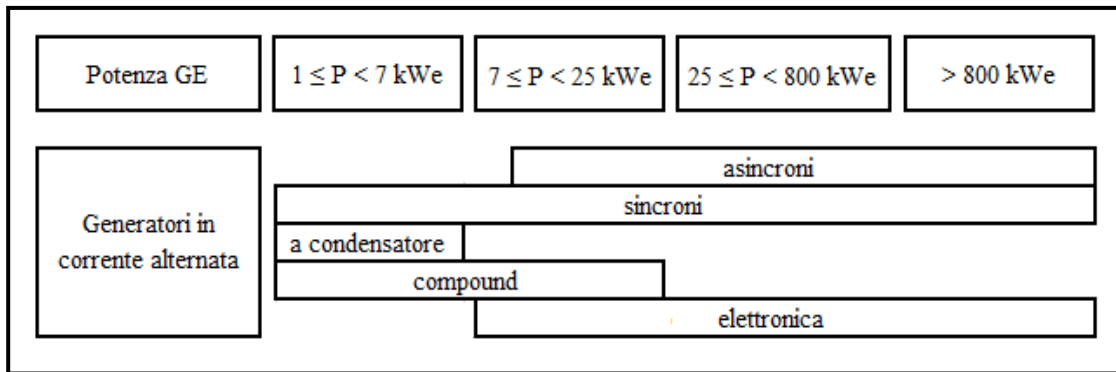 Potenza GE
1 ≤ P < 7 kWe
7 ≤ P < 25 kWe
25 ≤ P < 800 kWe
> 800 kWe
Generatori in
corrente alternata
asincroni
sincroni
a condensatore
compound
elettronica